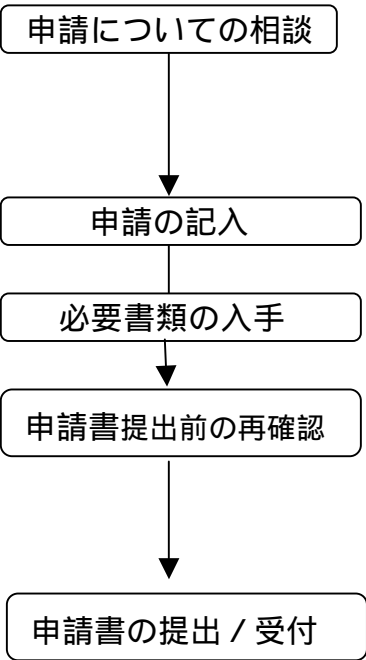 申請についての相談
申請の記入
必要書類の入手
申請書提出前の再確認
申請書の提出 / 受付